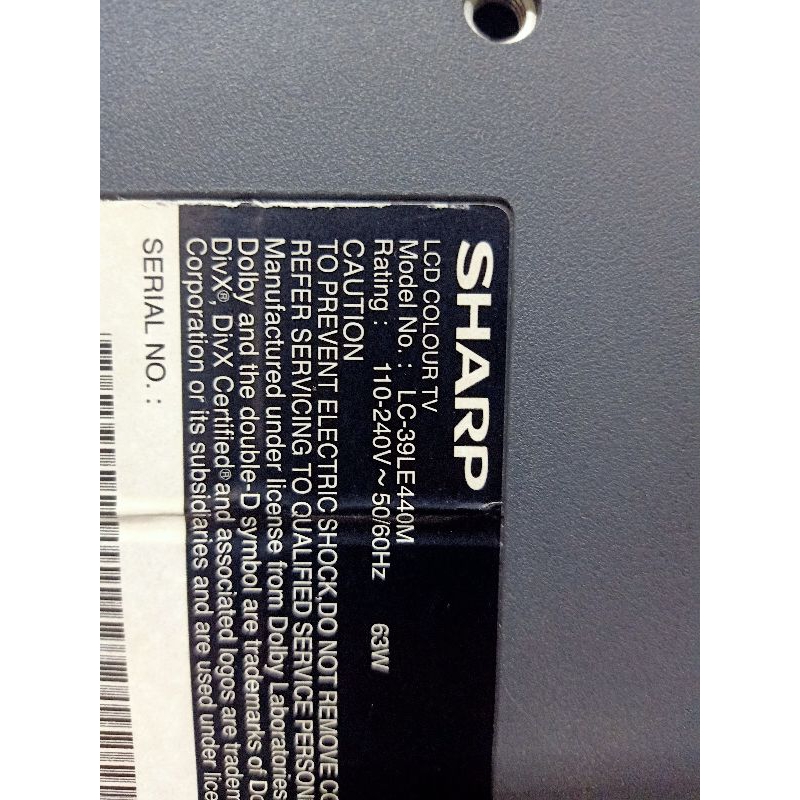 SHARP
LCD COLOUR TV
Model No. : LC-39LE440M
Rating : 110-240V ~ 50/60Hz 63W
CAUTION
TO PREVENT ELECTRIC SHOCK,DO NOT REMOVE
REFER SERVICING TO QUALIFIED SERVICE
Manufactured under license from Dolby Laboratories
Dolby and the double-D symbol are trademarks of
DivX®, DivX Certified® and associated logos are
Corporation or its subsidiaries and are used under
SERIAL NO. :